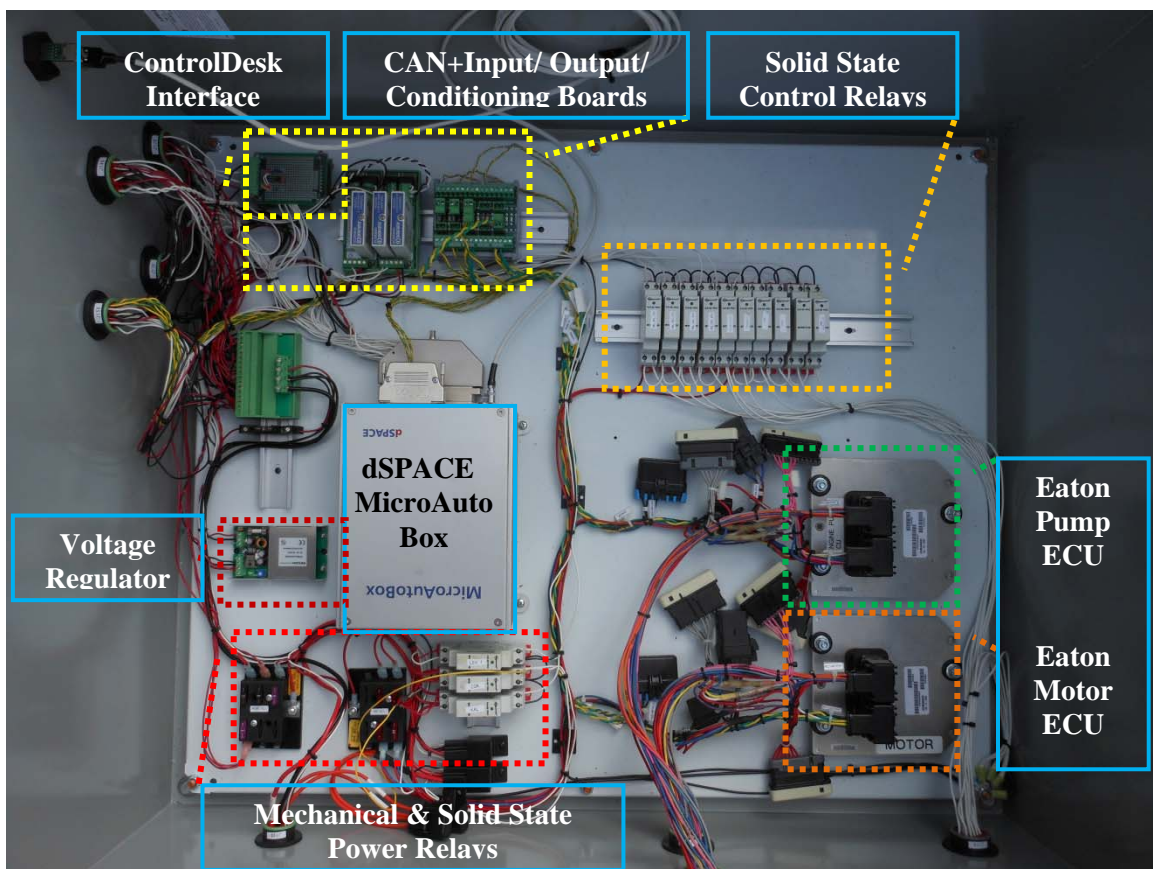 ControlDesk
Interface
CAN+Input/ Output/
Conditioning Boards
Solid State
Control Relays
dSPACE
dSPACE
MicroAuto
Box
MicroAutoBox
Voltage
Regulator
Eaton
Pump
ECU
Eaton
Motor
ECU
MOTOR
Mechanical & Solid State
Power Relays